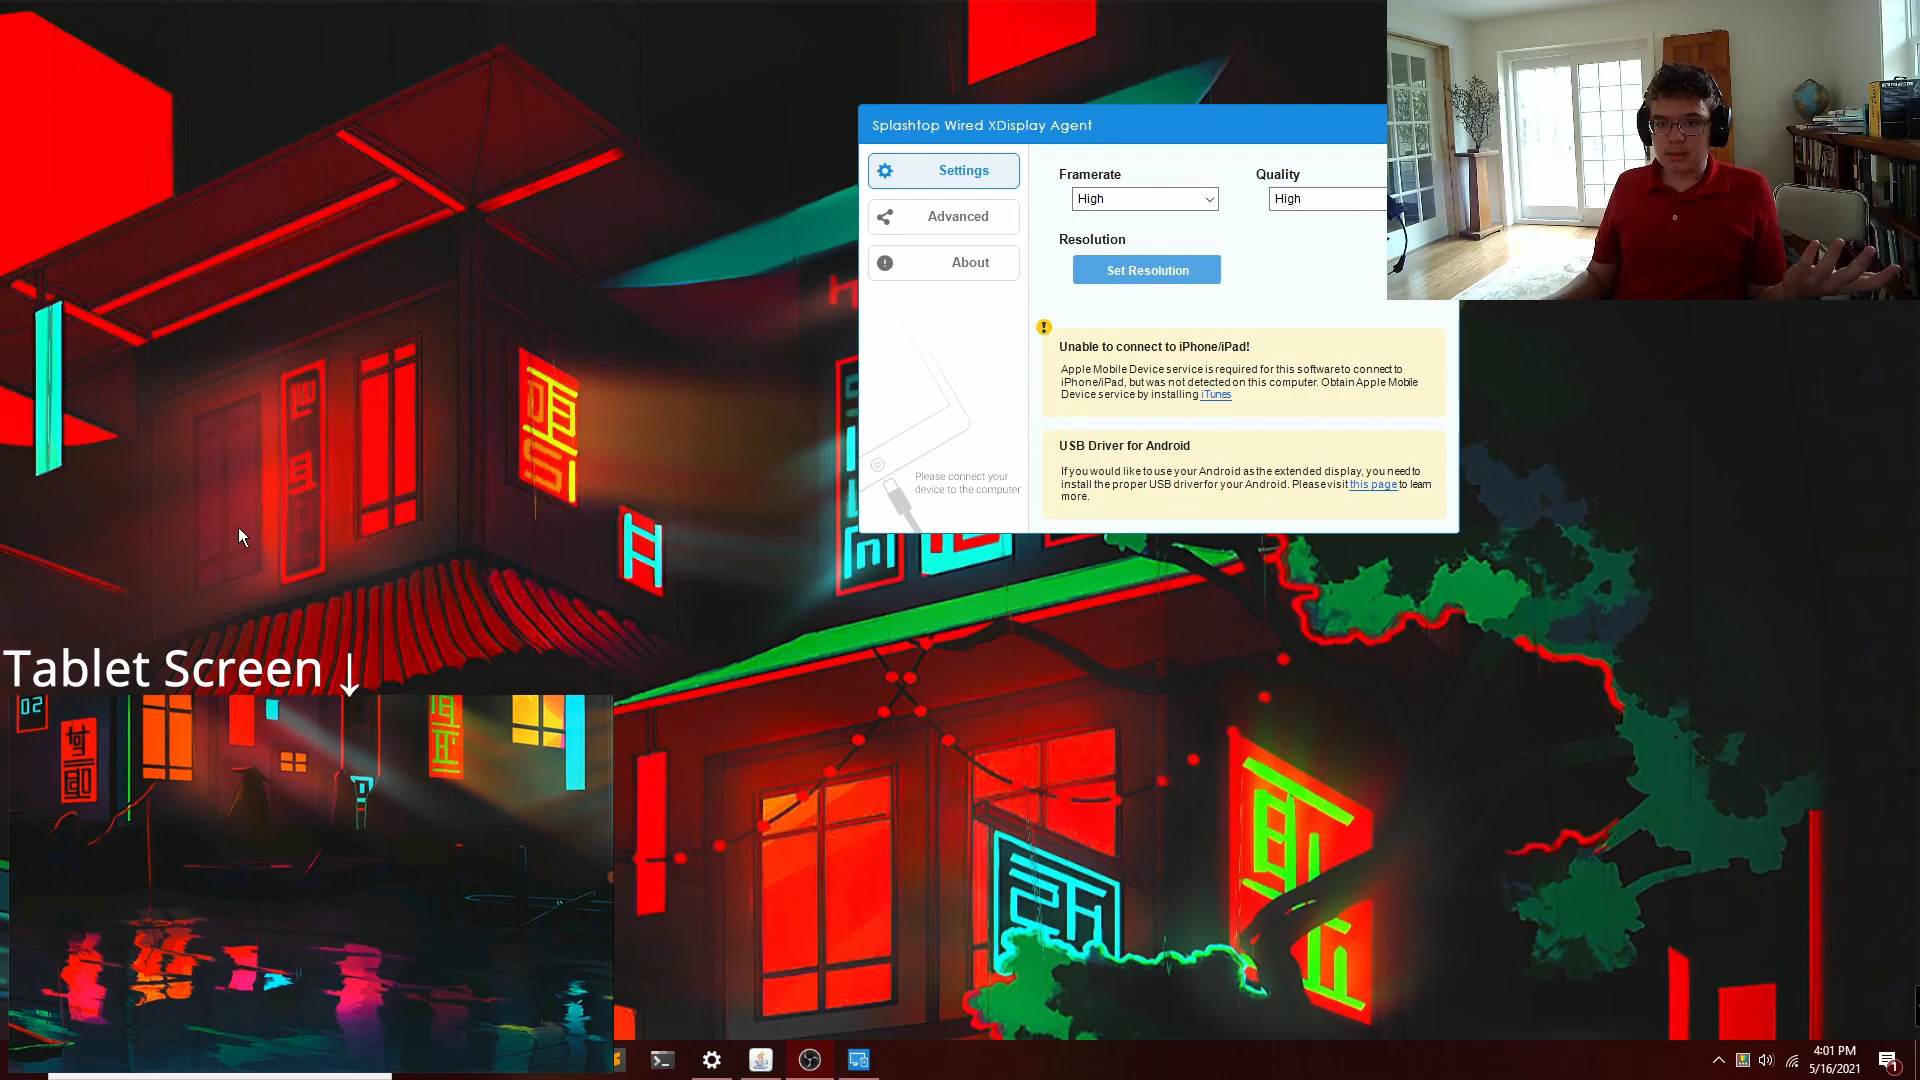 Splashtop Wired XDisplay Agent
Settings
Advanced
About
Please connect your
device to the computer
Framerate
Quality
High
High
Resolution
Set Resolution
Unable to connect to iPhone/iPad!
Apple Mobile Device service is required for this software to connect to
iPhone/iPad, but was not detected on this computer. Obtain Apple Mobile
Device service by installing iTunes
USB Driver for Android
If you would like to use your Android as the extended display, you need to
install the proper USB driver for your Android. Please visit this page to learn
more.
Tablet Screen ↓
02
4:01 PM
5/16/2021
1